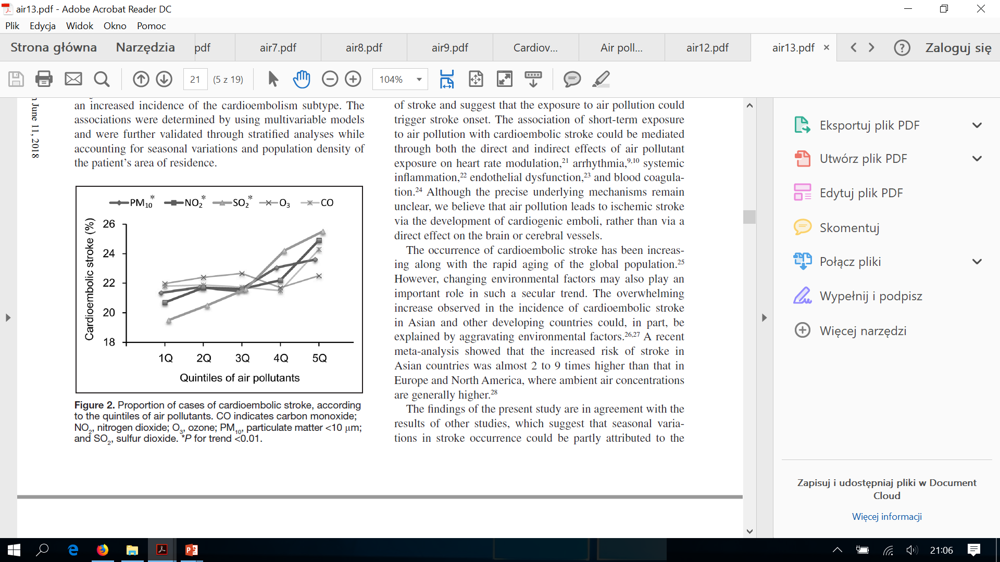 air13.pdf - Adobe Acrobat Reader DC
Plik Edycja Widok Okno Pomoc
Strona główna Narzędzia pdf air7.pdf air8.pdf air9.pdf Cardiov... Air poll... air12.pdf air13.pdf × Zaloguj się
21 (5 z 19) 104%
June 11, 2018
an increased incidence of the cardioembolism subtype. The
associations were determined by using multivariable models
and were further validated through stratified analyses while
accounting for seasonal variations and population density of
the patient's area of residence.
PM10* NO2* SO2* O3 CO
Cardioembolic stroke (%)
26
24
22
20
18
1Q 2Q 3Q 4Q 5Q
Quintiles of air pollutants
Figure 2. Proportion of cases of cardioembolic stroke, according
to the quintiles of air pollutants. CO indicates carbon monoxide;
NO2, nitrogen dioxide; O3, ozone; PM10, particulate matter <10 μm;
and SO2, sulfur dioxide. *P for trend <0.01.
of stroke and suggest that the exposure to air pollution could
trigger stroke onset. The association of short-term exposure
to air pollution with cardioembolic stroke could be mediated
through both the direct and indirect effects of air pollutant
exposure on heart rate modulation,21 arrhythmia,9,10 systemic
inflammation,22 endothelial dysfunction,23 and blood coagula-
tion.24 Although the precise underlying mechanisms remain
unclear, we believe that air pollution leads to ischemic stroke
via the development of cardiogenic emboli, rather than via a
direct effect on the brain or cerebral vessels.
The occurrence of cardioembolic stroke has been increas-
ing along with the rapid aging of the global population.25
However, changing environmental factors may also play an
important role in such a secular trend. The overwhelming
increase observed in the incidence of cardioembolic stroke
in Asian and other developing countries could, in part, be
explained by aggravating environmental factors.26,27 A recent
meta-analysis showed that the increased risk of stroke in
Asian countries was almost 2 to 9 times higher than that in
Europe and North America, where ambient air concentrations
are generally higher.28
The findings of the present study are in agreement with the
results of other studies, which suggest that seasonal varia-
tions in stroke occurrence could be partly attributed to the
Eksportuj plik PDF
Utwórz plik PDF
Edytuj plik PDF
Skomentuj
Połącz pliki
Wypełnij i podpisz
Więcej narzędzi
Zapisuj i udostępniaj pliki w Document
Cloud
Więcej informacji
21:06